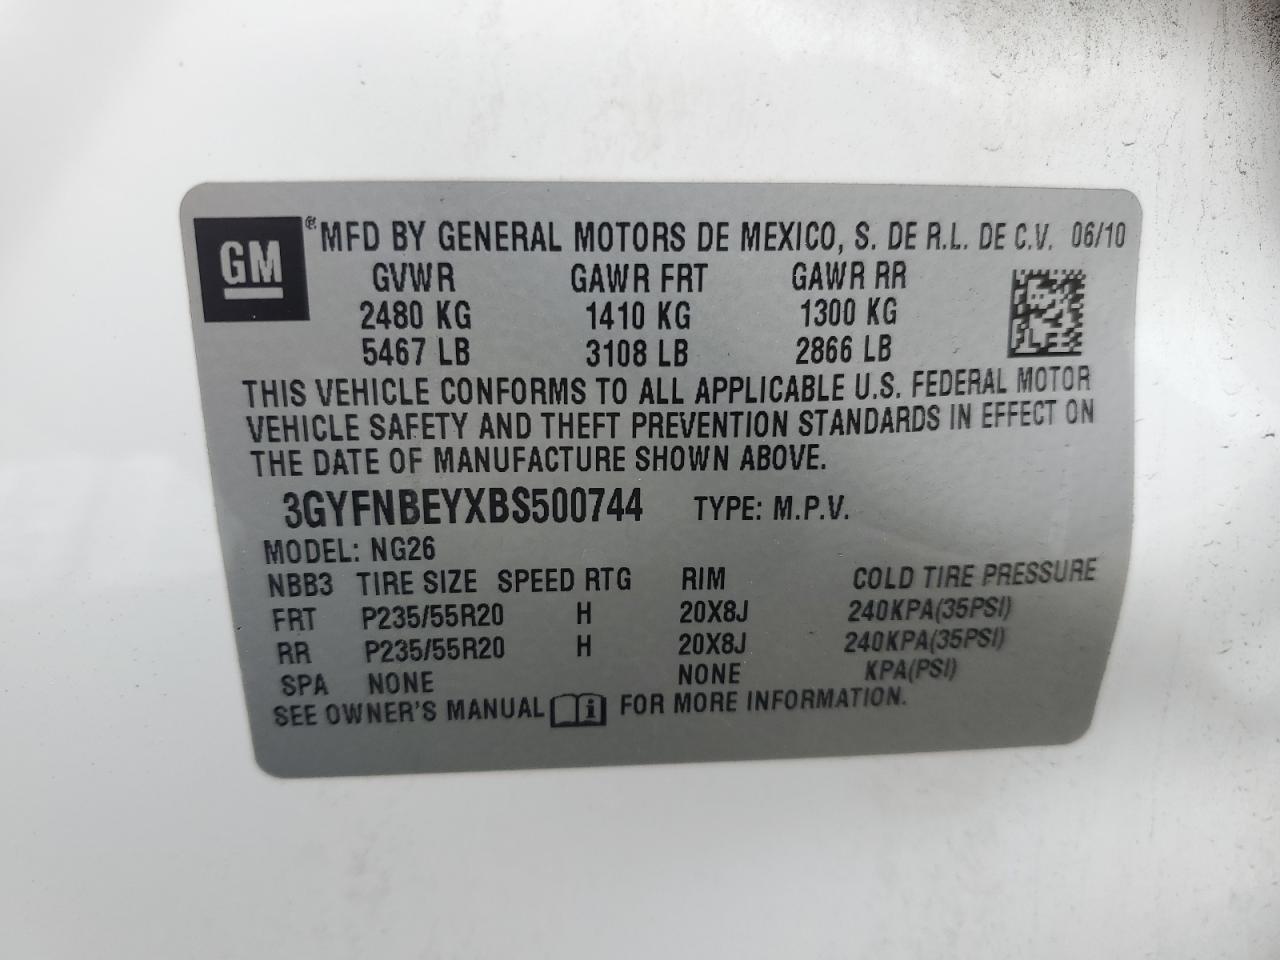 GM ® MFD BY GENERAL MOTORS DE MEXICO, S. DE R.L. DE C.V. 06/10
GVWR GAWR FRT GAWR RR
2480 KG 1410 KG 1300 KG
5467 LB 3108 LB 2866 LB
THIS VEHICLE CONFORMS TO ALL APPLICABLE U.S. FEDERAL MOTOR
VEHICLE SAFETY AND THEFT PREVENTION STANDARDS IN EFFECT ON
THE DATE OF MANUFACTURE SHOWN ABOVE.
3GYFNBEYXBS500744 TYPE: M.P.V.
MODEL: NG26
NBB3 TIRE SIZE SPEED RTG RIM COLD TIRE PRESSURE
FRT P235/55R20 H 20X8J 240KPA(35PSI)
RR P235/55R20 H 20X8J 240KPA(35PSI)
SPA NONE NONE KPA(PSI)
SEE OWNER'S MANUAL i FOR MORE INFORMATION.